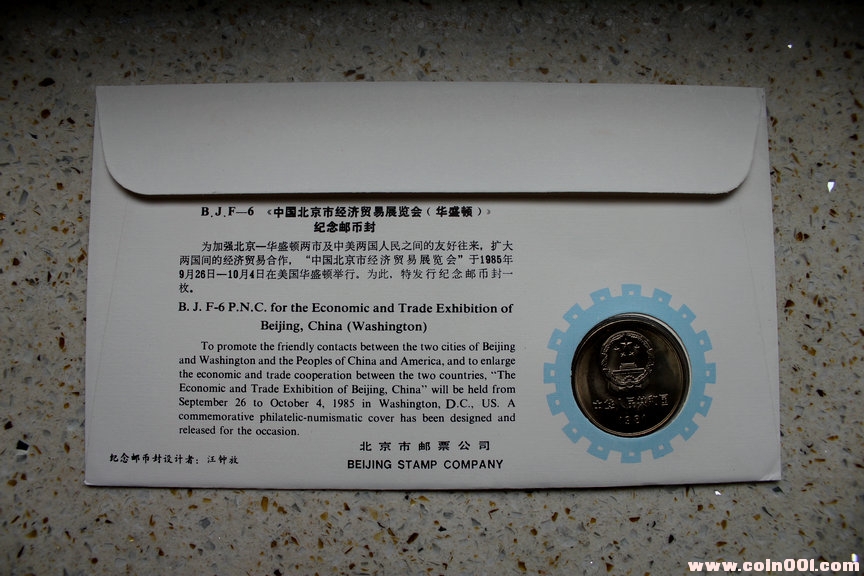 B.J.F—6 《中国北京市经济贸易展览会（华盛顿）》
纪念邮币封
为加强北京—华盛顿两市及中美两国人民之间的友好往来，扩大
两国间的经济贸易合作，“中国北京市经济贸易展览会”于1985年
9月26日—10月4日在美国华盛顿举行。为此，特发行纪念邮币封一
枚。
B. J. F-6 P.N.C. for the Economic and Trade Exhibition of
Beijing, China (Washington)
To promote the friendly contacts between the two cities of Beijing
and Washington and the Peoples of China and America, and to enlarge
the economic and trade cooperation between the two countries, "The
Economic and Trade Exhibition of Beijing, China" will be held from
September 26 to October 4, 1985 in Washington, D.C., US. A
commemorative philatelic-numismatic cover has been designed and
released for the occasion.
北京市邮票公司
BEIJING STAMP COMPANY
纪念邮币封设计者：汪钟放
中华人民共和国
1981
www.coin001.com